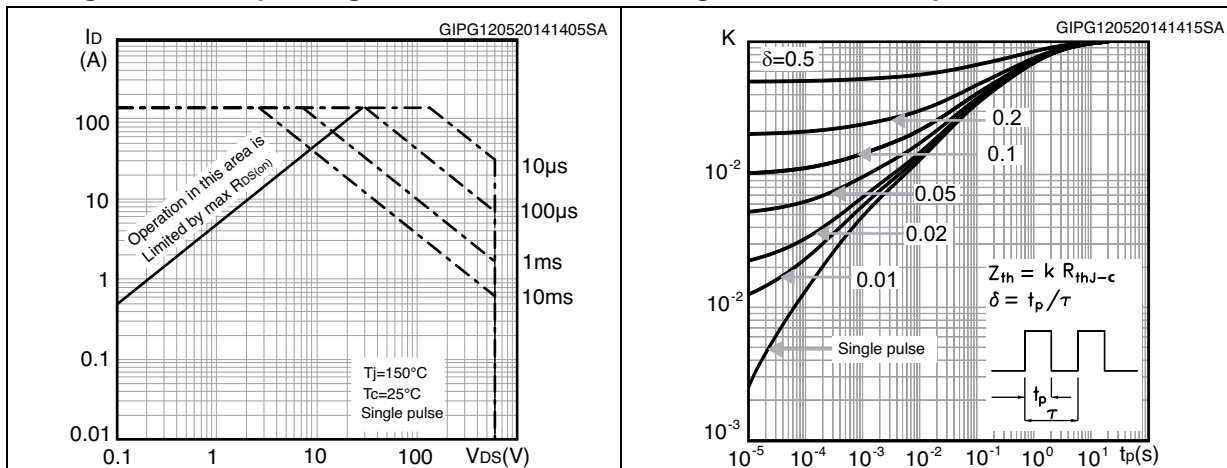 ID
(A)
GIPG120520141405SA
100
10
1
0.1
0.01
0.1
1
10
100
VDS(V)
Operation in this area is
Limited by max RDS(on)
10µs
100µs
1ms
10ms
Tj=150°C
Tc=25°C
Single pulse
K
GIPG120520141415SA
δ=0.5
0.2
0.1
0.05
0.02
0.01
Single pulse
10-2
10-2
10-3
Zth = k RthJ-c
δ = tp/τ
tp
τ
10-5
10-4
10-3
10-2
10-1
100
101
tp(s)